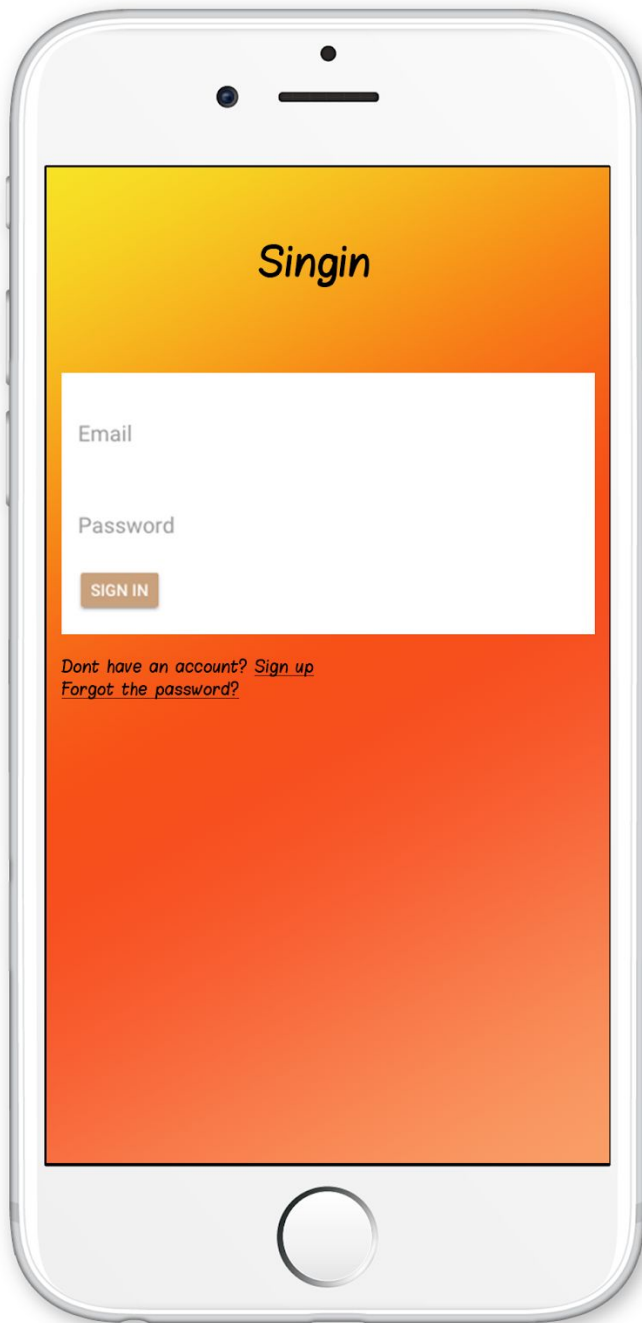 Singin
Email
Password
SIGN IN
Dont have an account? Sign up
Forgot the password?